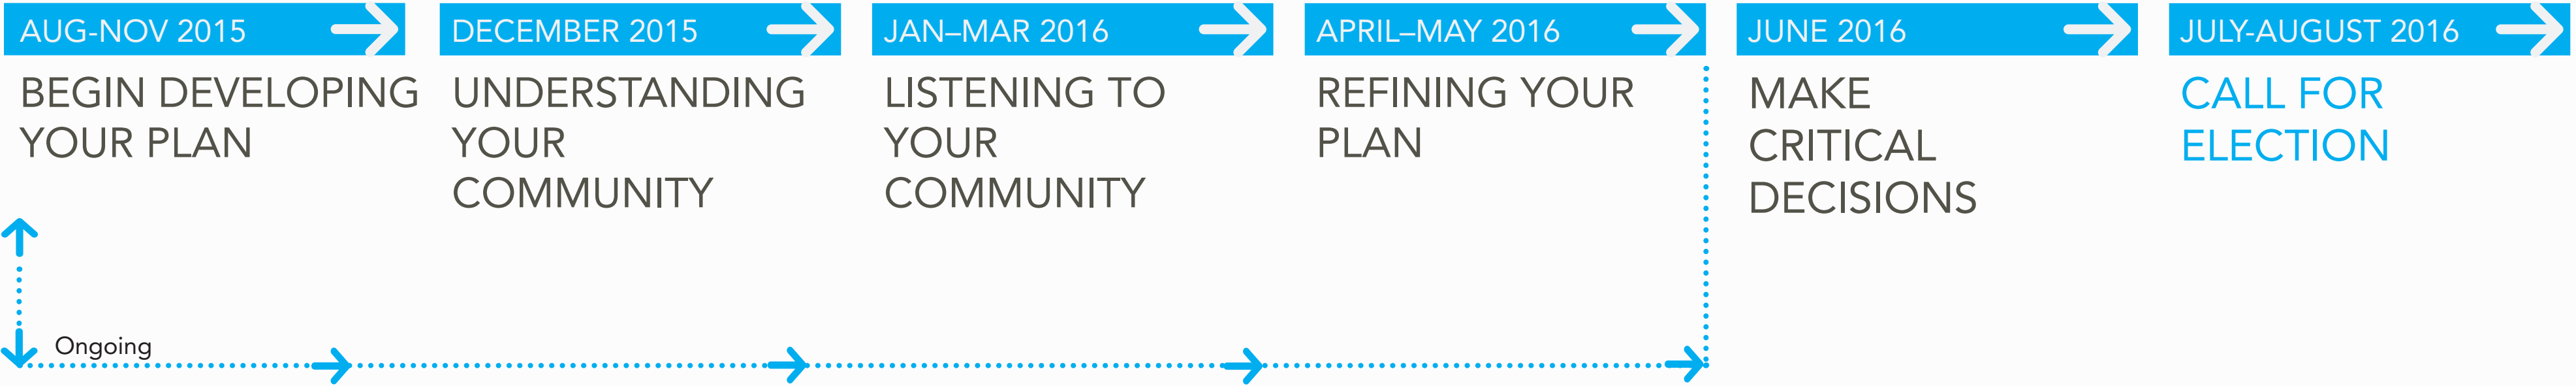 AUG-NOV 2015
BEGIN DEVELOPING
YOUR PLAN
DECEMBER 2015
UNDERSTANDING
YOUR
COMMUNITY
JAN–MAR 2016
LISTENING TO
YOUR
COMMUNITY
APRIL–MAY 2016
REFINING YOUR
PLAN
JUNE 2016
MAKE
CRITICAL
DECISIONS
JULY-AUGUST 2016
CALL FOR
ELECTION
Ongoing